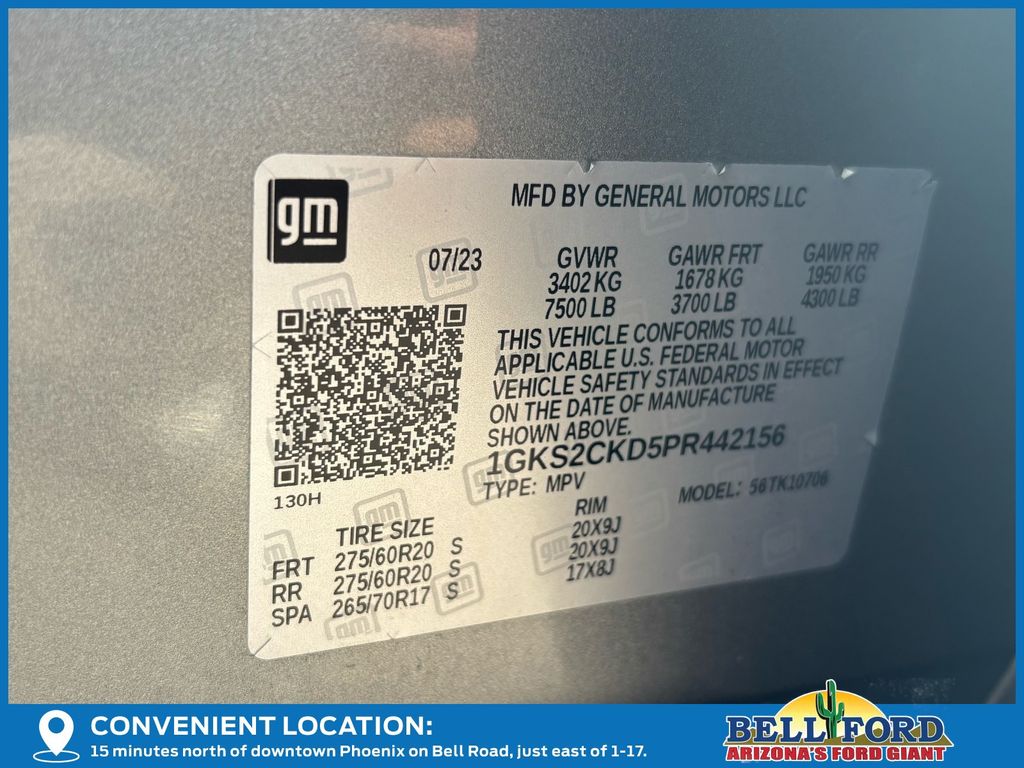 gm
MFD BY GENERAL MOTORS LLC
07/23 GVWR GAWR FRT GAWR RR
3402 KG 1678 KG 1950 KG
7500 LB 3700 LB 4300 LB
THIS VEHICLE CONFORMS TO ALL
APPLICABLE U.S. FEDERAL MOTOR
VEHICLE SAFETY STANDARDS IN EFFECT
ON THE DATE OF MANUFACTURE
SHOWN ABOVE.
1GKS2CKD5PR442156
TYPE: MPV MODEL: 56TK10706
130H
TIRE SIZE RIM
FRT 275/60R20 S 20X9J
RR 275/60R20 S 20X9J
SPA 265/70R17 S 17X8J
CONVENIENT LOCATION:
15 minutes north of downtown Phoenix on Bell Road, just east of 1-17.
BELL FORD
ARIZONA'S FORD GIANT